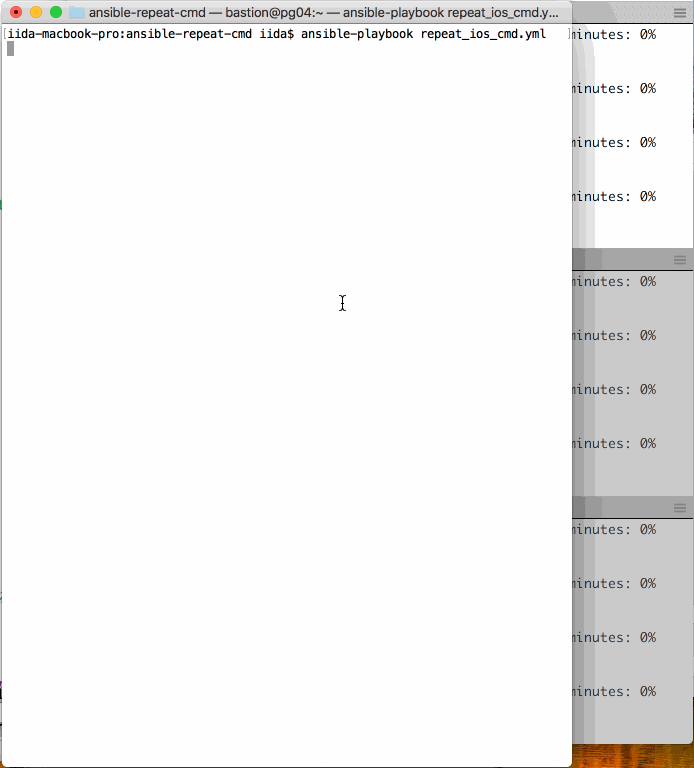 ansible-repeat-cmd — bastion@pg04:~ — ansible-playbook repeat_ios_cmd.y...
[iida-macbook-pro:ansible-repeat-cmd iida$ ansible-playbook repeat_ios_cmd.yml ]
minutes: 0%
minutes: 0%
minutes: 0%
minutes: 0%
minutes: 0%
minutes: 0%
minutes: 0%
minutes: 0%
minutes: 0%
minutes: 0%
minutes: 0%
minutes: 0%